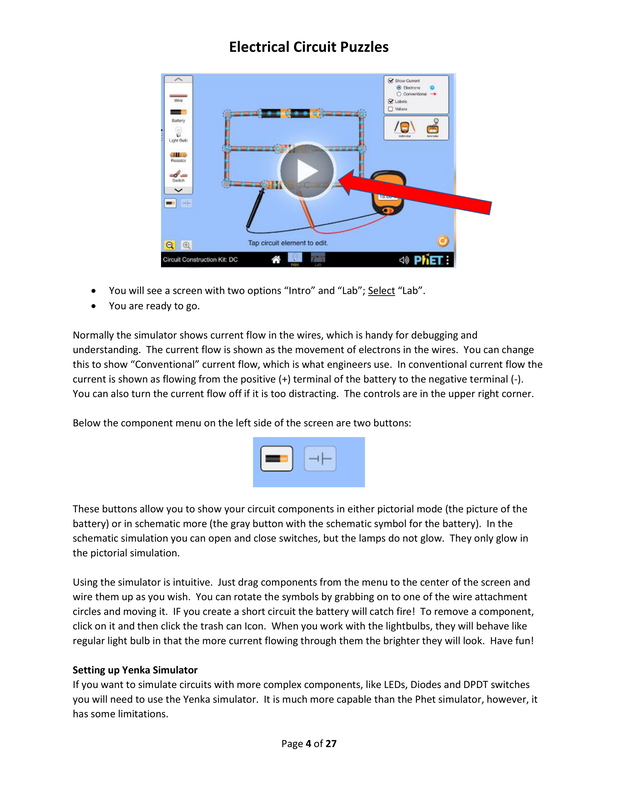 Electrical Circuit Puzzles
Wire
Battery
Light Bulb
Resistor
Switch
Show Current
Electrons
Conventional
Labels
Values
Tap circuit element to edit.
Circuit Construction Kit: DC
Intro
Lab
PhET
• You will see a screen with two options “Intro” and “Lab”; Select “Lab”.
• You are ready to go.
Normally the simulator shows current flow in the wires, which is handy for debugging and
understanding. The current flow is shown as the movement of electrons in the wires. You can change
this to show “Conventional” current flow, which is what engineers use. In conventional current flow the
current is shown as flowing from the positive (+) terminal of the battery to the negative terminal (-).
You can also turn the current flow off if it is too distracting. The controls are in the upper right corner.
Below the component menu on the left side of the screen are two buttons:
These buttons allow you to show your circuit components in either pictorial mode (the picture of the
battery) or in schematic more (the gray button with the schematic symbol for the battery). In the
schematic simulation you can open and close switches, but the lamps do not glow. They only glow in
the pictorial simulation.
Using the simulator is intuitive. Just drag components from the menu to the center of the screen and
wire them up as you wish. You can rotate the symbols by grabbing on to one of the wire attachment
circles and moving it. IF you create a short circuit the battery will catch fire! To remove a component,
click on it and then click the trash can Icon. When you work with the lightbulbs, they will behave like
regular light bulb in that the more current flowing through them the brighter they will look. Have fun!
Setting up Yenka Simulator
If you want to simulate circuits with more complex components, like LEDs, Diodes and DPDT switches
you will need to use the Yenka simulator. It is much more capable than the Phet simulator, however, it
has some limitations.
Page 4 of 27